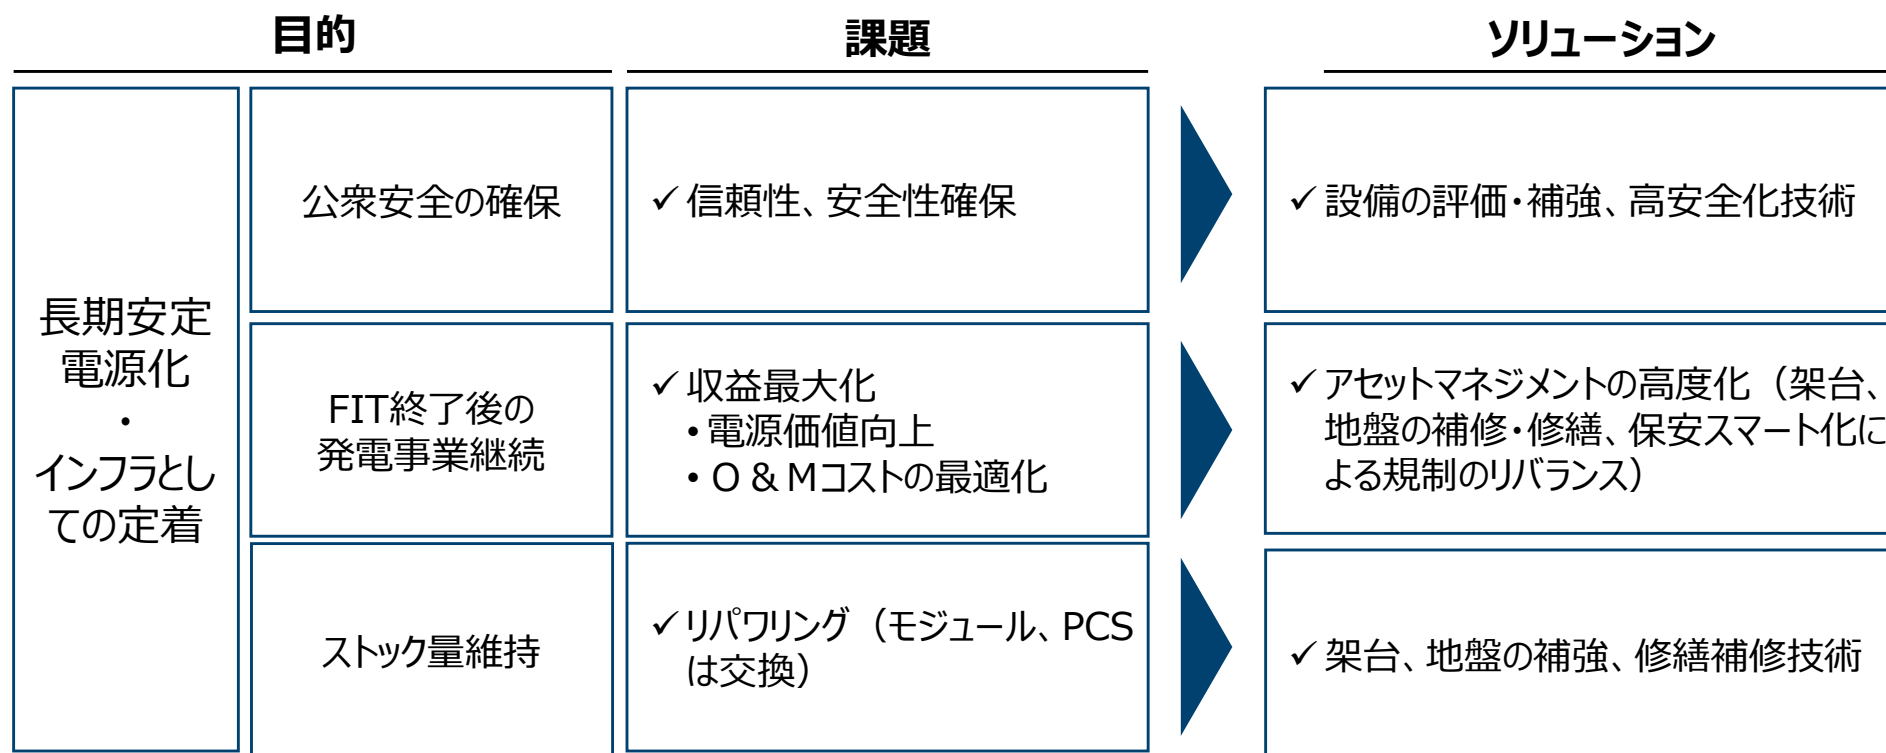 目的
課題
ソリューション
長期安定
電源化
・
インフラとし
ての定着
公衆安全の確保
✓信頼性、安全性確保
✓設備の評価・補強、高安全化技術
FIT終了後の
発電事業継続
✓収益最大化
・電源価値向上
・O&Mコストの最適化
✓アセットマネジメントの高度化（架台、
地盤の補修・修繕、保安スマート化に
よる規制のリバランス）
ストック量維持
✓リパワリング（モジュール、PCS
は交換）
✓架台、地盤の補強、修繕補修技術